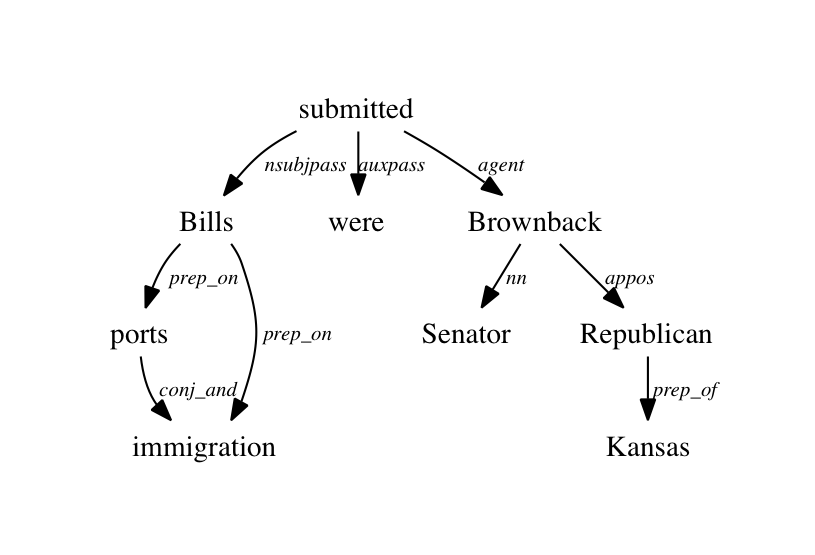 submitted
nsubjpass auxpass agent
Bills were Brownback
prep_on nn appos
ports prep_on Senator Republican
conj_and prep_of
immigration Kansas